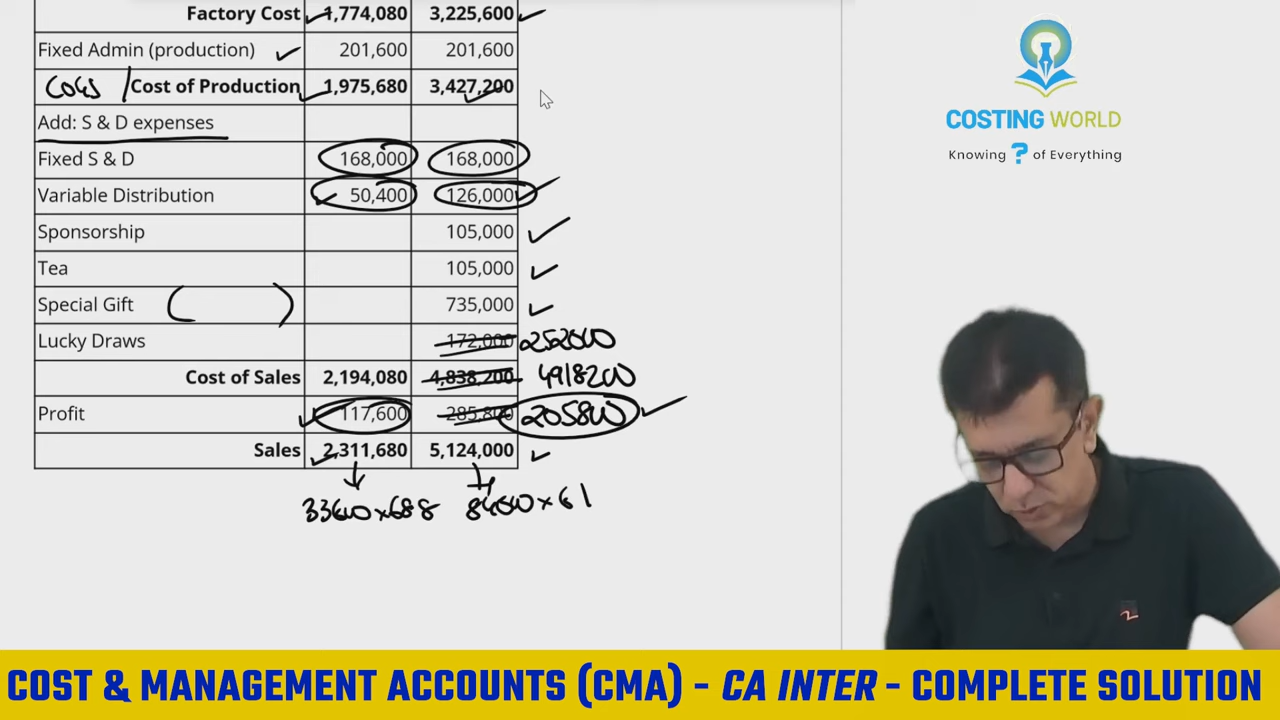 Factory Cost 1,774,080 3,225,600
Fixed Admin (production) 201,600 201,600
COGS / Cost of Production 1,975,680 3,427,200
Add: S & D expenses
Fixed S & D 168,000 168,000
Variable Distribution 50,400 126,000
Sponsorship 105,000
Tea 105,000
Special Gift ( ) 735,000
Lucky Draws 172,000 252000
Cost of Sales 2,194,080 4,838,200 4918200
Profit 117,600 285,800 205800
Sales 2,311,680 5,124,000
33600×68.8 84000×61
COSTING WORLD
Knowing ? of Everything
COST & MANAGEMENT ACCOUNTS (CMA) - CA INTER - COMPLETE SOLUTION